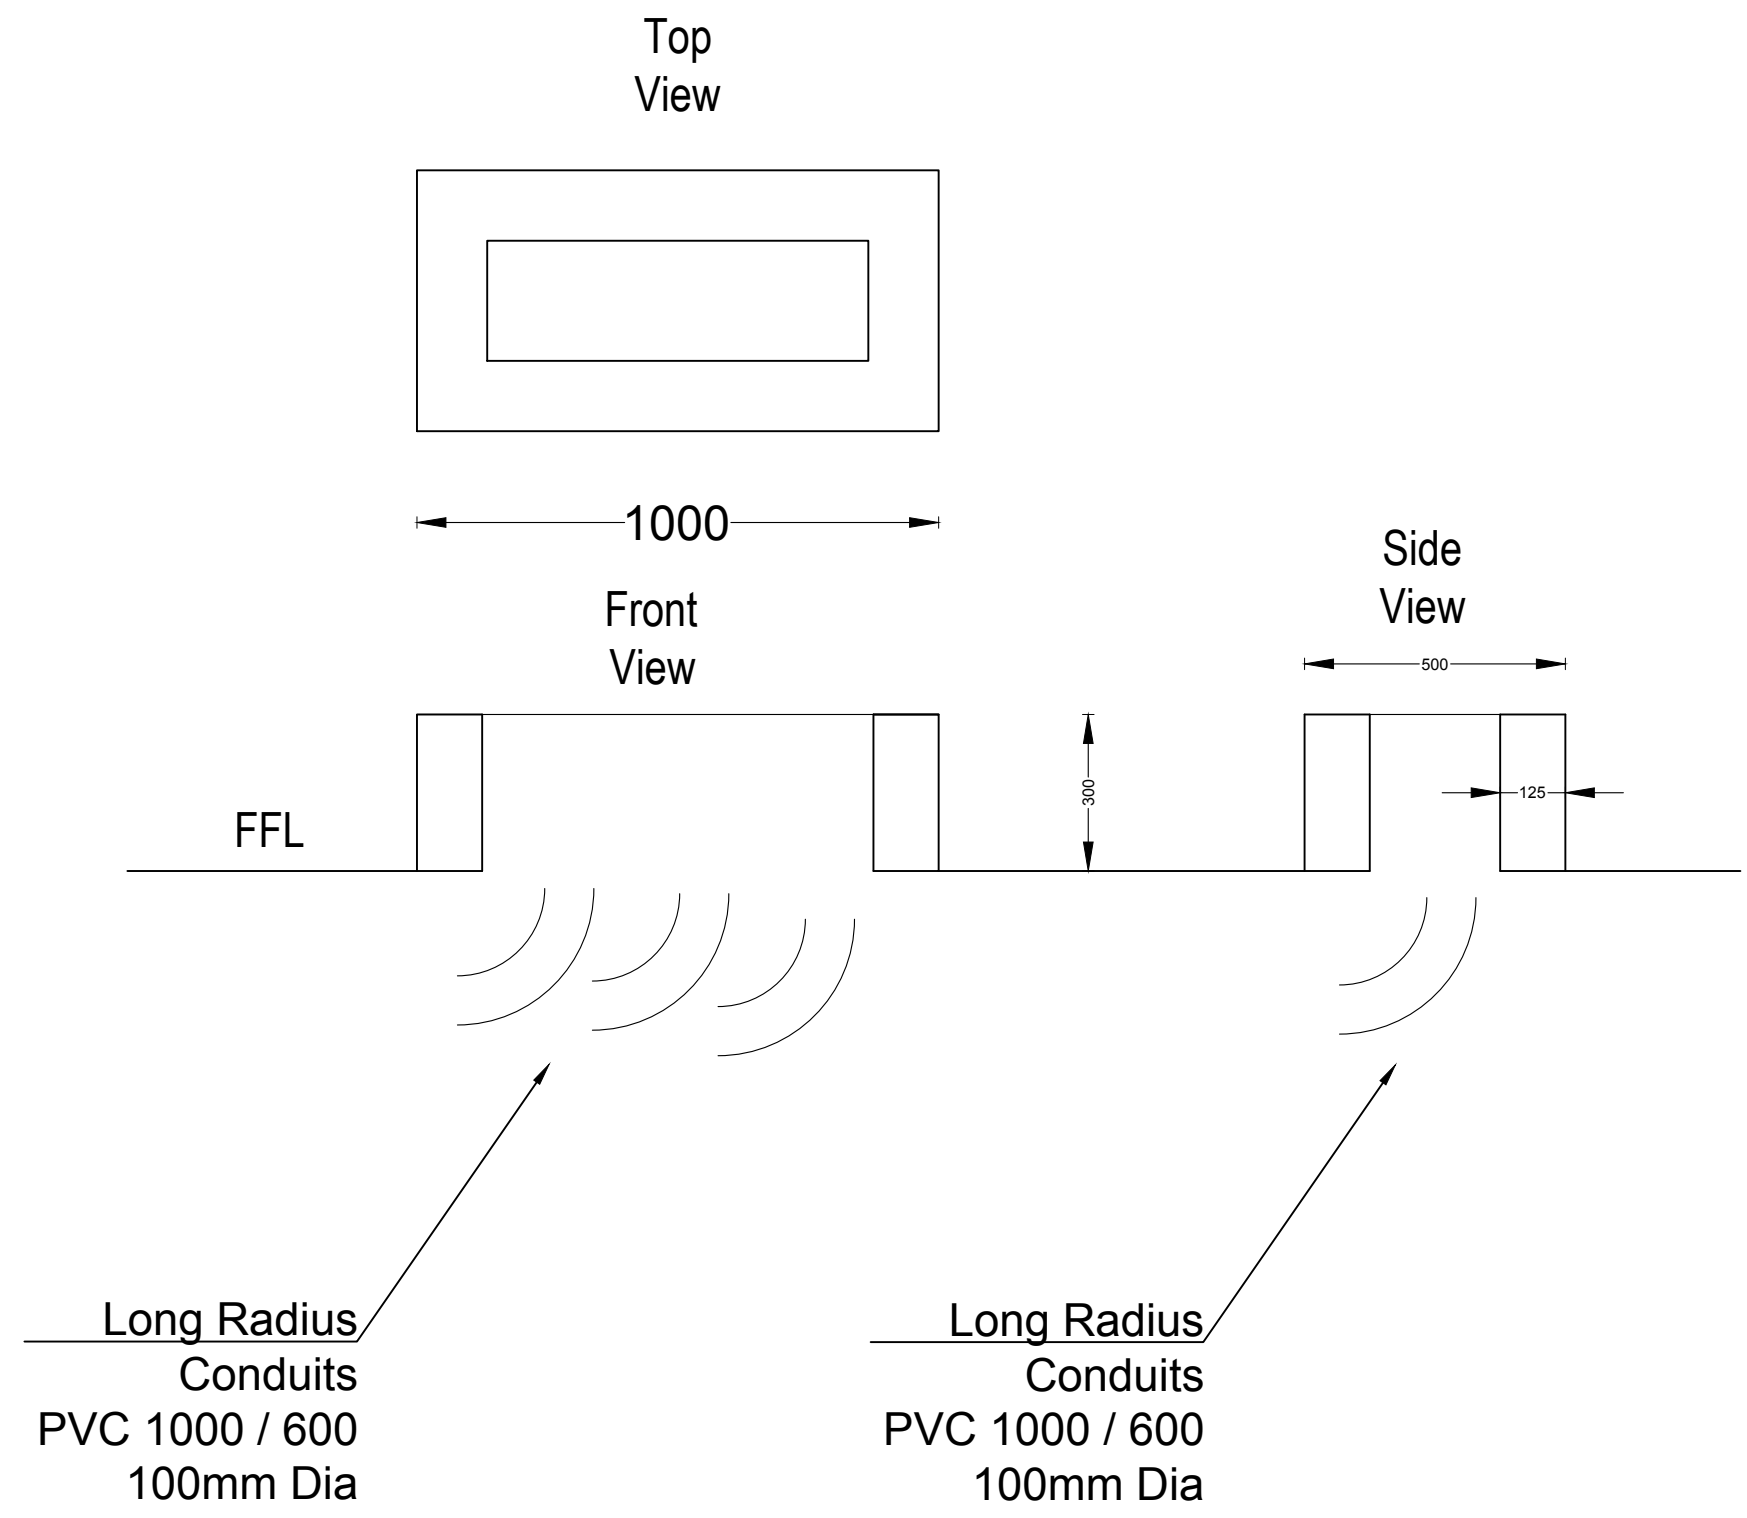 Top
View
1000
Front
View
Side
View
500
300
125
FFL
Long Radius
Conduits
PVC 1000 / 600
100mm Dia
Long Radius
Conduits
PVC 1000 / 600
100mm Dia